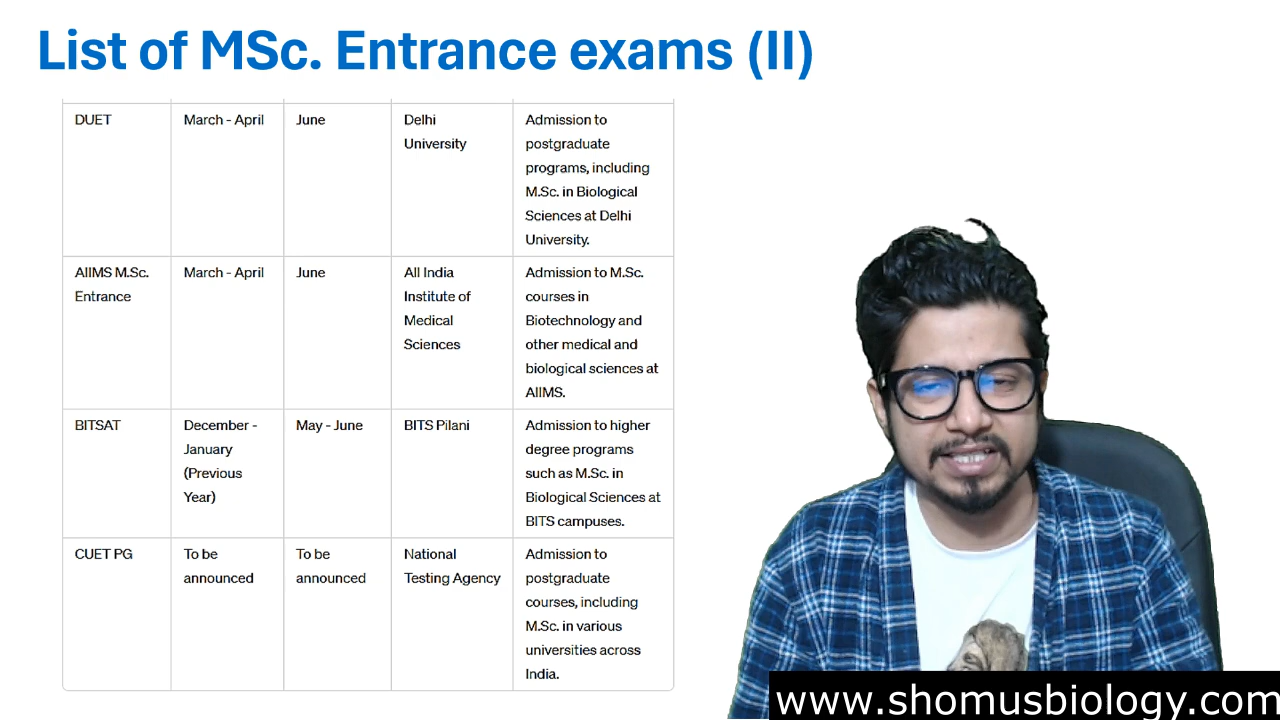 List of MSc. Entrance exams (II)
DUET
March - April
June
Delhi
University
Admission to
postgraduate
programs, including
M.Sc. in Biological
Sciences at Delhi
University.
AIIMS M.Sc.
Entrance
March - April
June
All India
Institute of
Medical
Sciences
Admission to M.Sc.
courses in
Biotechnology and
other medical and
biological sciences at
AIIMS.
BITSAT
December -
January
(Previous
Year)
May - June
BITS Pilani
Admission to higher
degree programs
such as M.Sc. in
Biological Sciences at
BITS campuses.
CUET PG
To be
announced
To be
announced
National
Testing Agency
Admission to
postgraduate
courses, including
M.Sc. in various
universities across
India.
www.shomusbiology.com